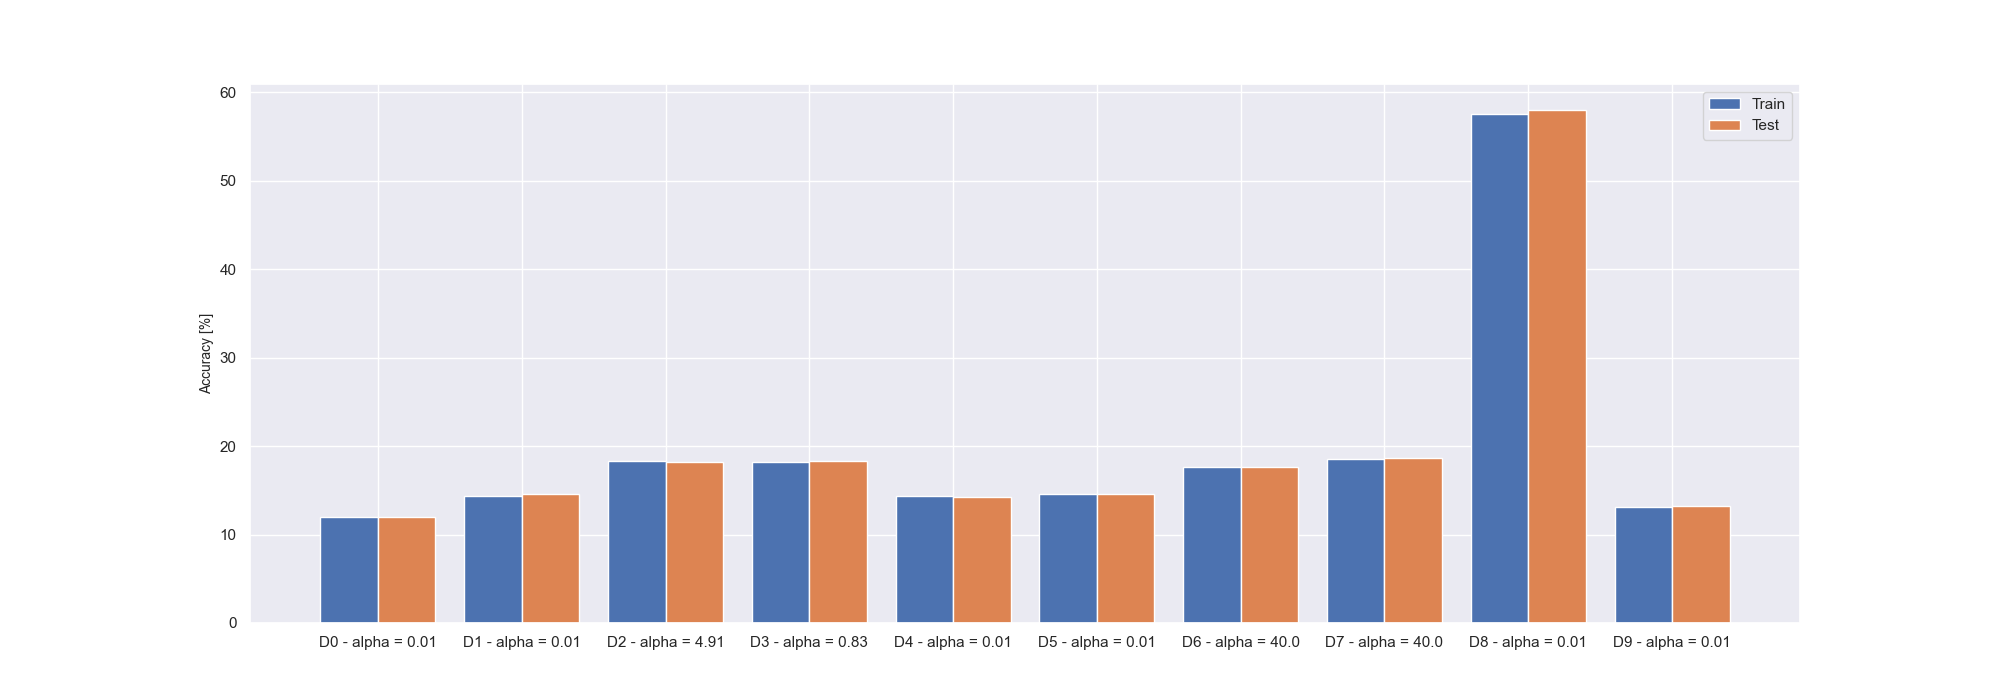 60
50
40
30
20
10
0
Accuracy [%]
Train
Test
D0 - alpha = 0.01
D1 - alpha = 0.01
D2 - alpha = 4.91
D3 - alpha = 0.83
D4 - alpha = 0.01
D5 - alpha = 0.01
D6 - alpha = 40.0
D7 - alpha = 40.0
D8 - alpha = 0.01
D9 - alpha = 0.01